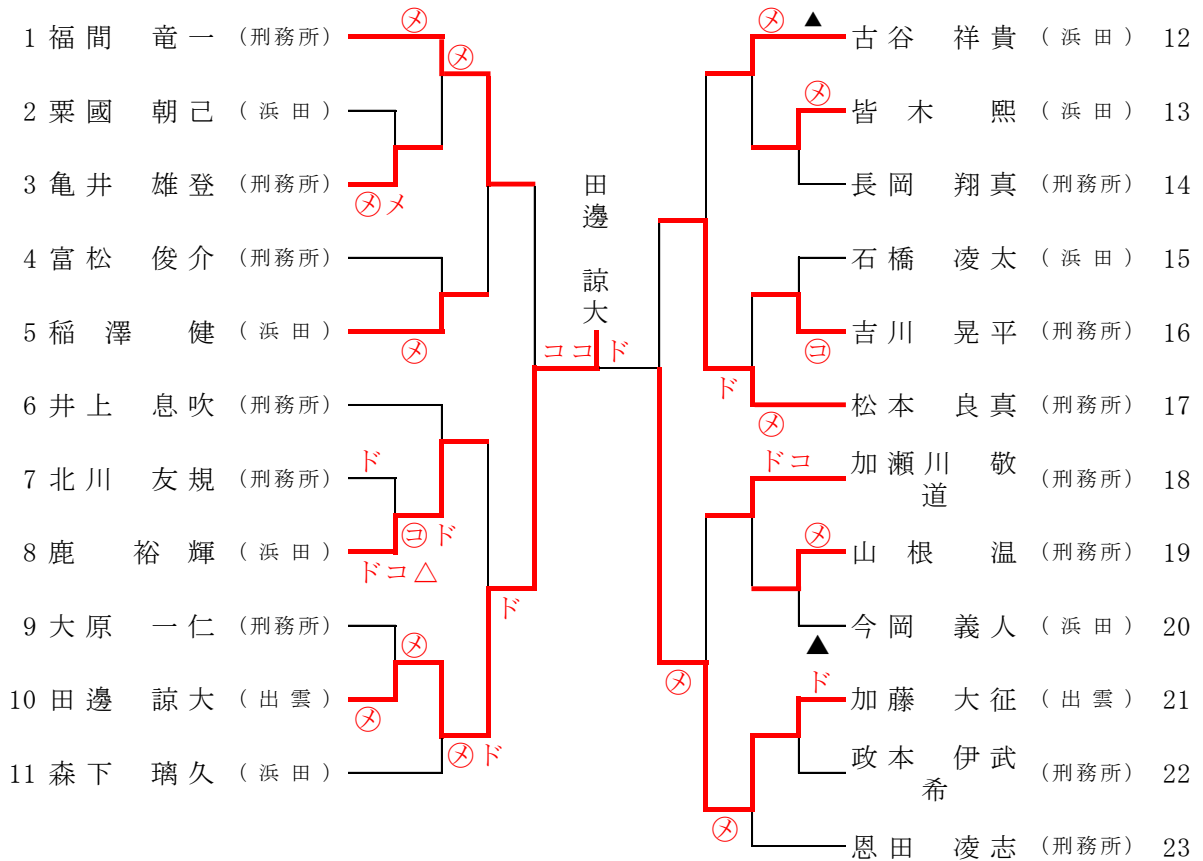 1 福間 竜一 (刑務所)
2 粟國 朝己 (浜田)
3 亀井 雄登 (刑務所)
4 富松 俊介 (刑務所)
5 稲澤 健 (浜田)
6 井上 息吹 (刑務所)
7 北川 友規 (刑務所)
8 鹿 裕輝 (浜田)
9 大原 一仁 (刑務所)
10 田邊 諒大 (出雲)
11 森下 璃久 (浜田)
㋱
㋱
㋱メ
㋱
ド
㋙ド
ドコ△
㋱
㋱
㋱ド
ド
田邊 諒大
ココ ド
㋱ ▲
㋱
㋙
ド
㋱
ドコ
㋱
▲
ド
㋱
㋱
古谷 祥貴 (浜田) 12
皆木 熙 (浜田) 13
長岡 翔真 (刑務所) 14
石橋 凌太 (浜田) 15
吉川 晃平 (刑務所) 16
松本 良真 (刑務所) 17
加瀬川 敬
道 (刑務所) 18
山根 温 (刑務所) 19
今岡 義人 (浜田) 20
加藤 大征 (出雲) 21
政本 伊武
希 (刑務所) 22
恩田 凌志 (刑務所) 23